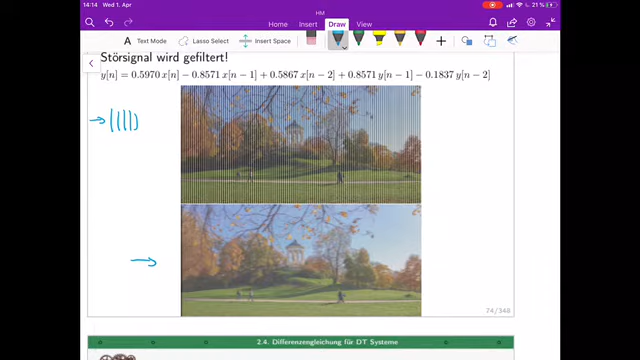 14:14 Wed 1. Apr
21 %
HM
Home Insert Draw View
Text Mode Lasso Select Insert Space
Störsignal wird gefiltert!
y[n] = 0.5970 x[n] − 0.8571 x[n − 1] + 0.5867 x[n − 2] + 0.8571 y[n − 1] − 0.1837 y[n − 2]
74/348
2.4. Differenzengleichung für DT Systeme